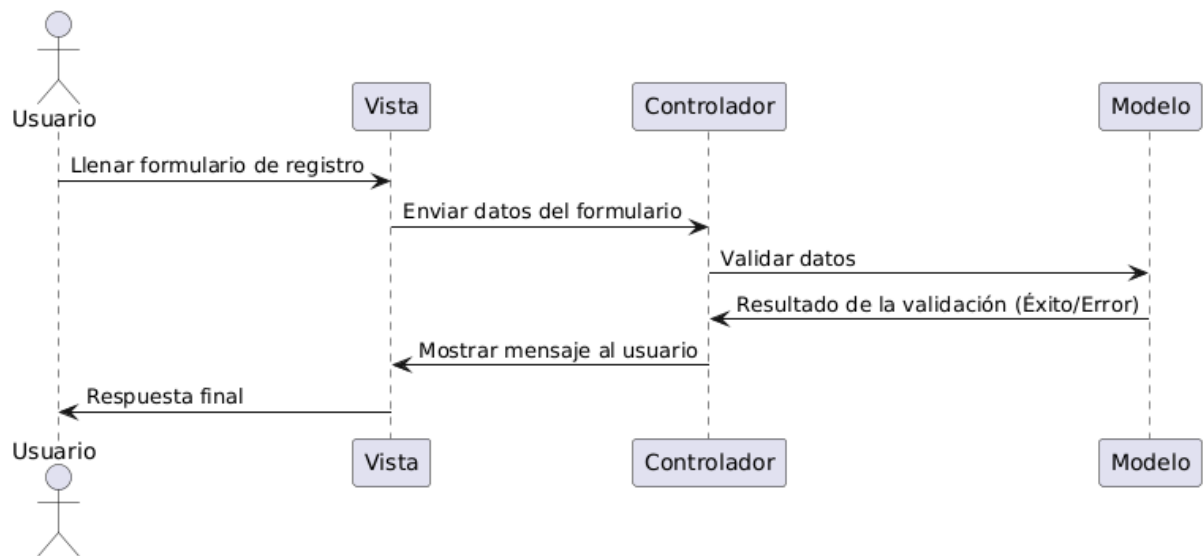 Usuario
Vista
Controlador
Modelo
Llenar formulario de registro
Enviar datos del formulario
Validar datos
Resultado de la validación (Éxito/Error)
Mostrar mensaje al usuario
Respuesta final
Usuario
Vista
Controlador
Modelo